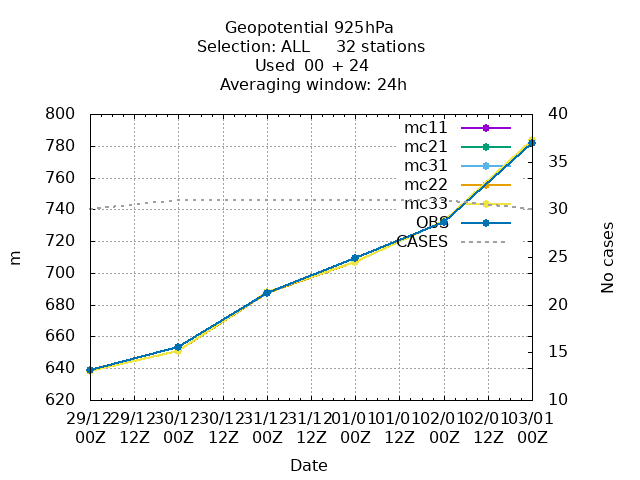 Geopotential 925hPa
Selection: ALL 32 stations
Used 00 + 24
Averaging window: 24h
800
780
760
740
720
700
680
660
640
620
m
40
35
30
25
20
15
10
No cases
mc11
mc21
mc31
mc22
mc33
OBS
CASES
29/12 29/12 30/12 30/12 31/12 31/12 01/01 01/01 02/01 02/01 03/01
00Z 12Z 00Z 12Z 00Z 12Z 00Z 12Z 00Z 12Z 00Z
Date